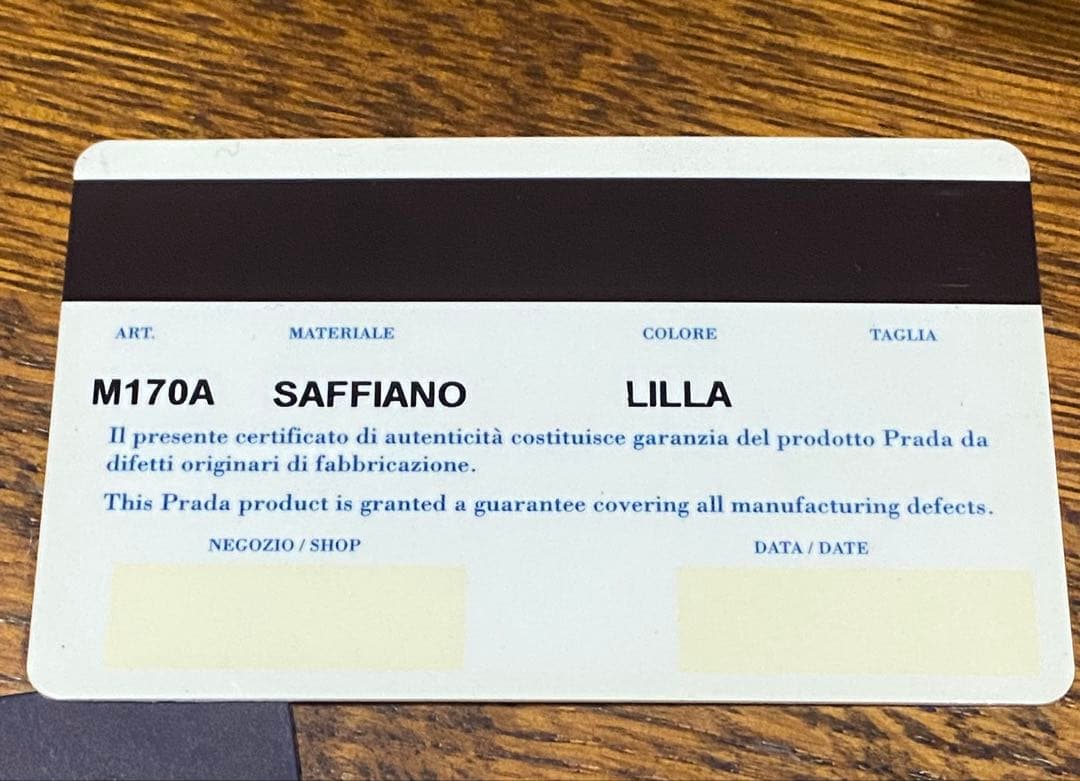 ART. MATERIALE COLORE TAGLIA
M170A SAFFIANO LILLA
Il presente certificato di autenticità costituisce garanzia del prodotto Prada da
difetti originari di fabbricazione.
This Prada product is granted a guarantee covering all manufacturing defects.
NEGOZIO / SHOP DATA / DATE